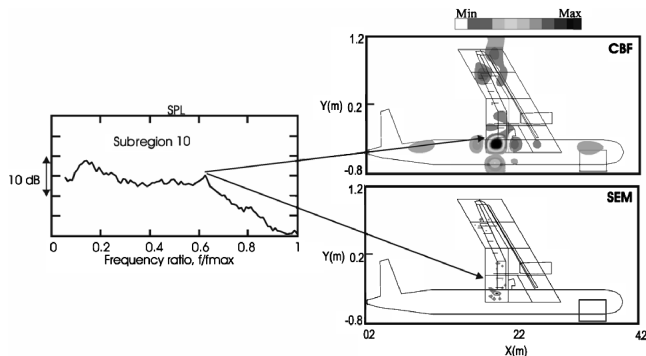 Min Max
1.2
CBF
Y(m) 0.2
-0.8
SPL
Subregion 10
10 dB
0 0.2 0.4 0.6 0.8 1
Frequency ratio, f/fmax
1.2
SEM
Y(m) 0.2
-0.8
02 22 42
X(m)